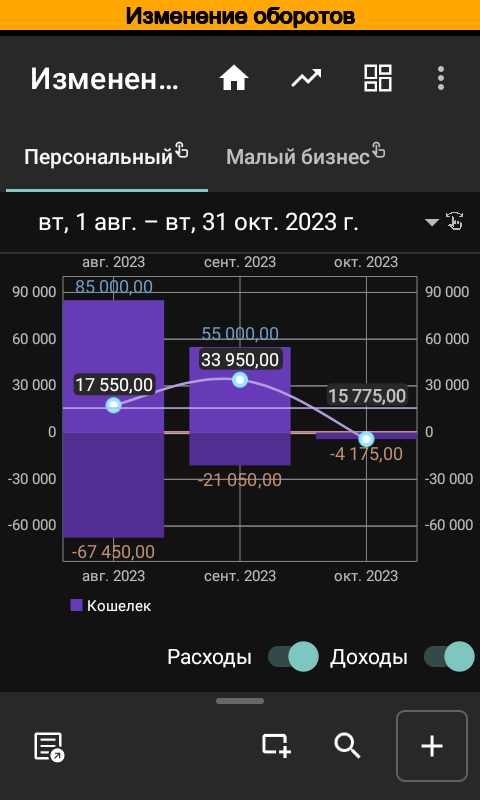 Изменение оборотов
Изменен...
Персональный
Малый бизнес
вт, 1 авг. – вт, 31 окт. 2023 г.
авг. 2023 сент. 2023 окт. 2023
90 000 85 000,00 90 000
60 000 55 000,00 60 000
33 950,00
30 000 17 550,00 15 775,00 30 000
0 0
-4 175,00
-30 000 -21 050,00 -30 000
-60 000 -60 000
-67 450,00
авг. 2023 сент. 2023 окт. 2023
Кошелек
Расходы Доходы